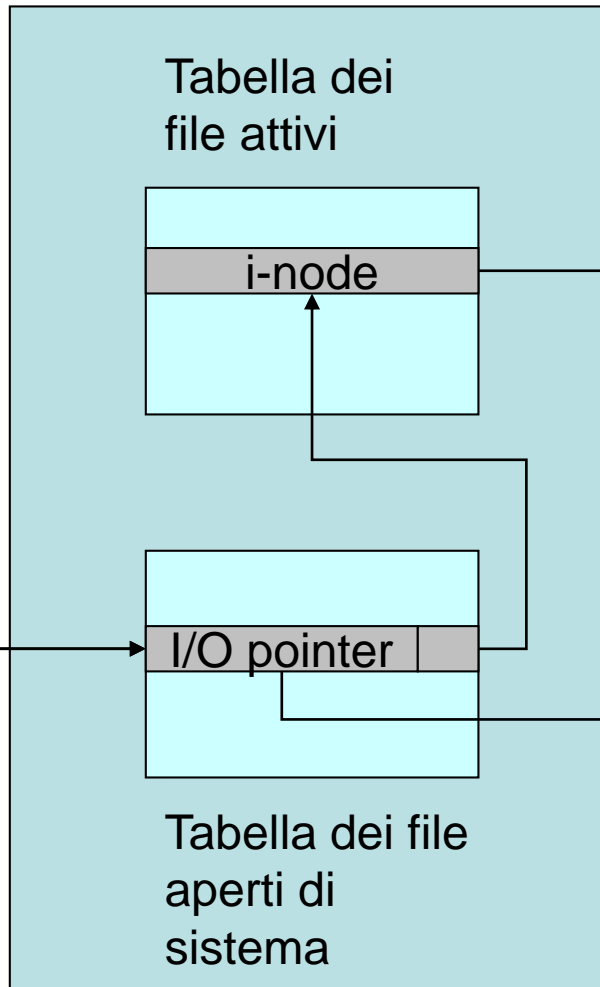 Tabella dei
file attivi
i-node
I/O pointer
Tabella dei file
aperti di
sistema